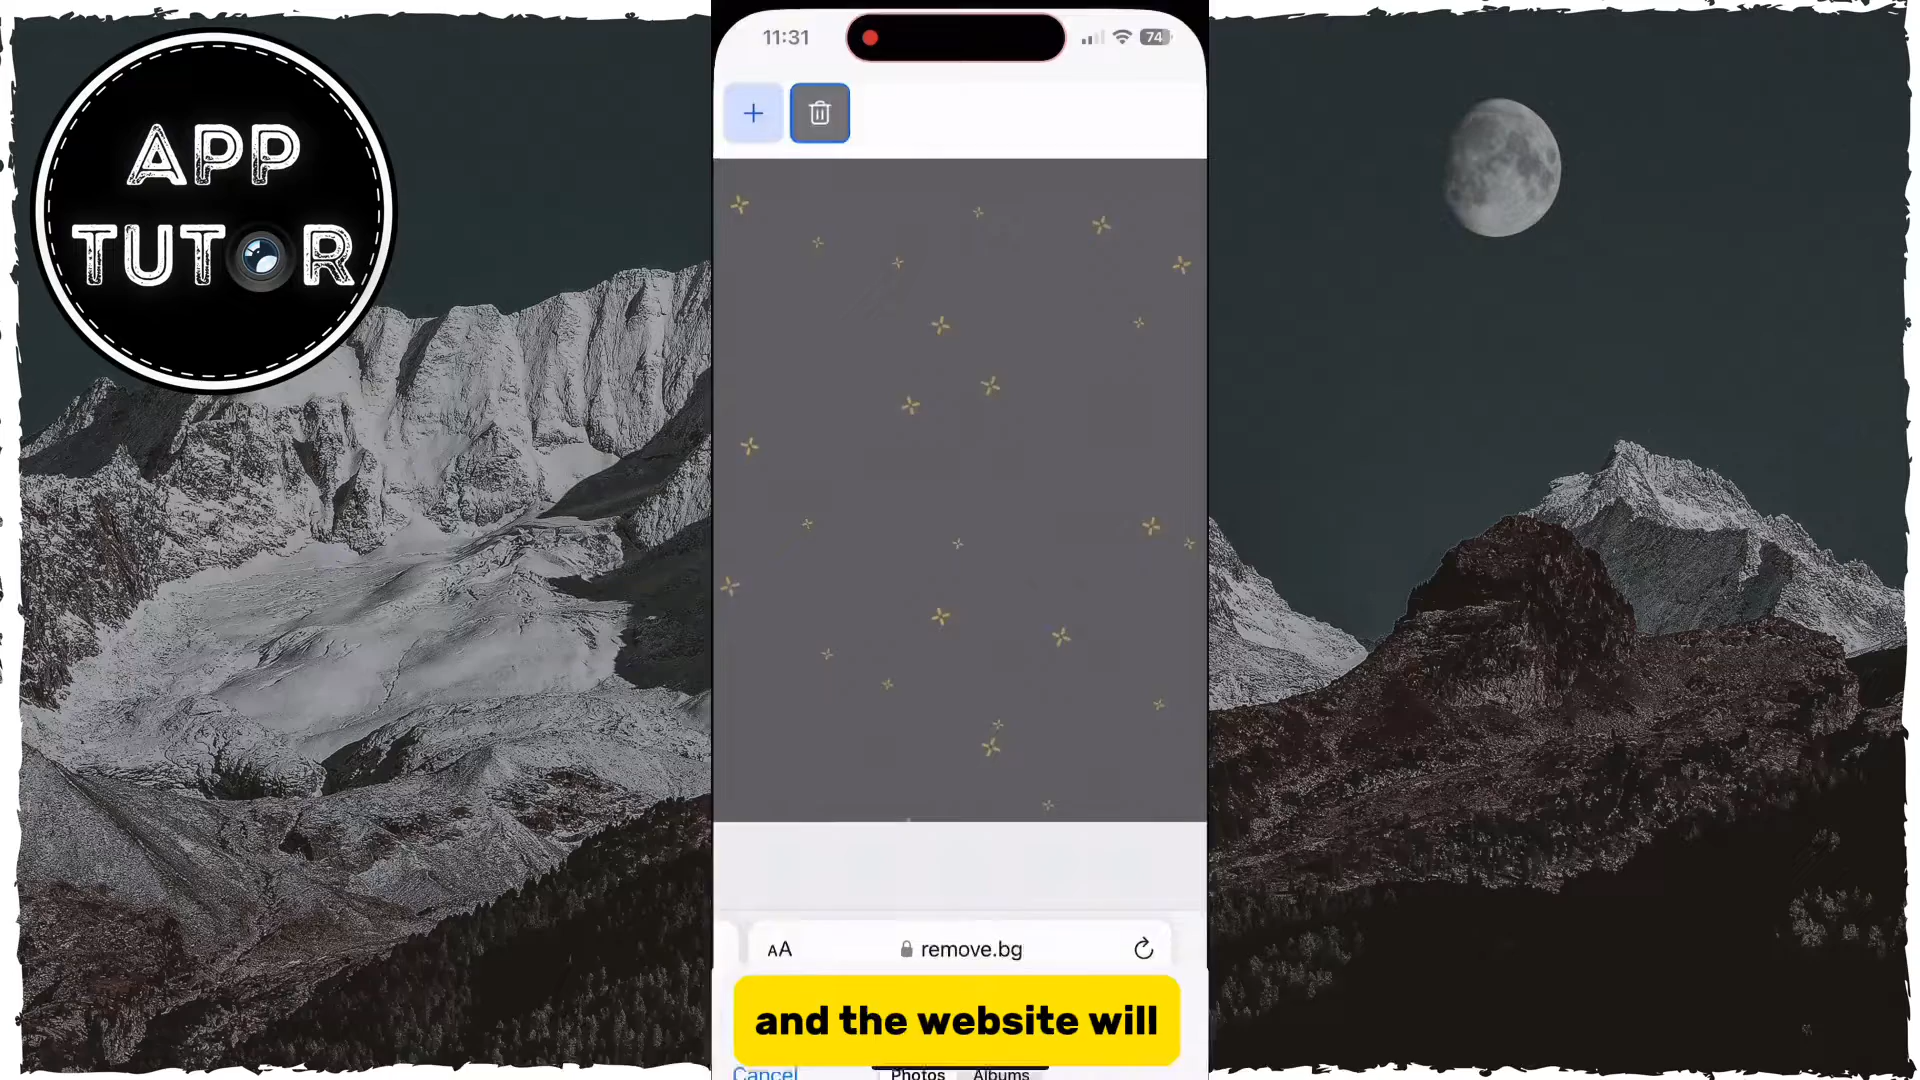 APP
TUTOR
11:31
74
AA
remove.bg
and the website will
Cancel
Photos
Albums